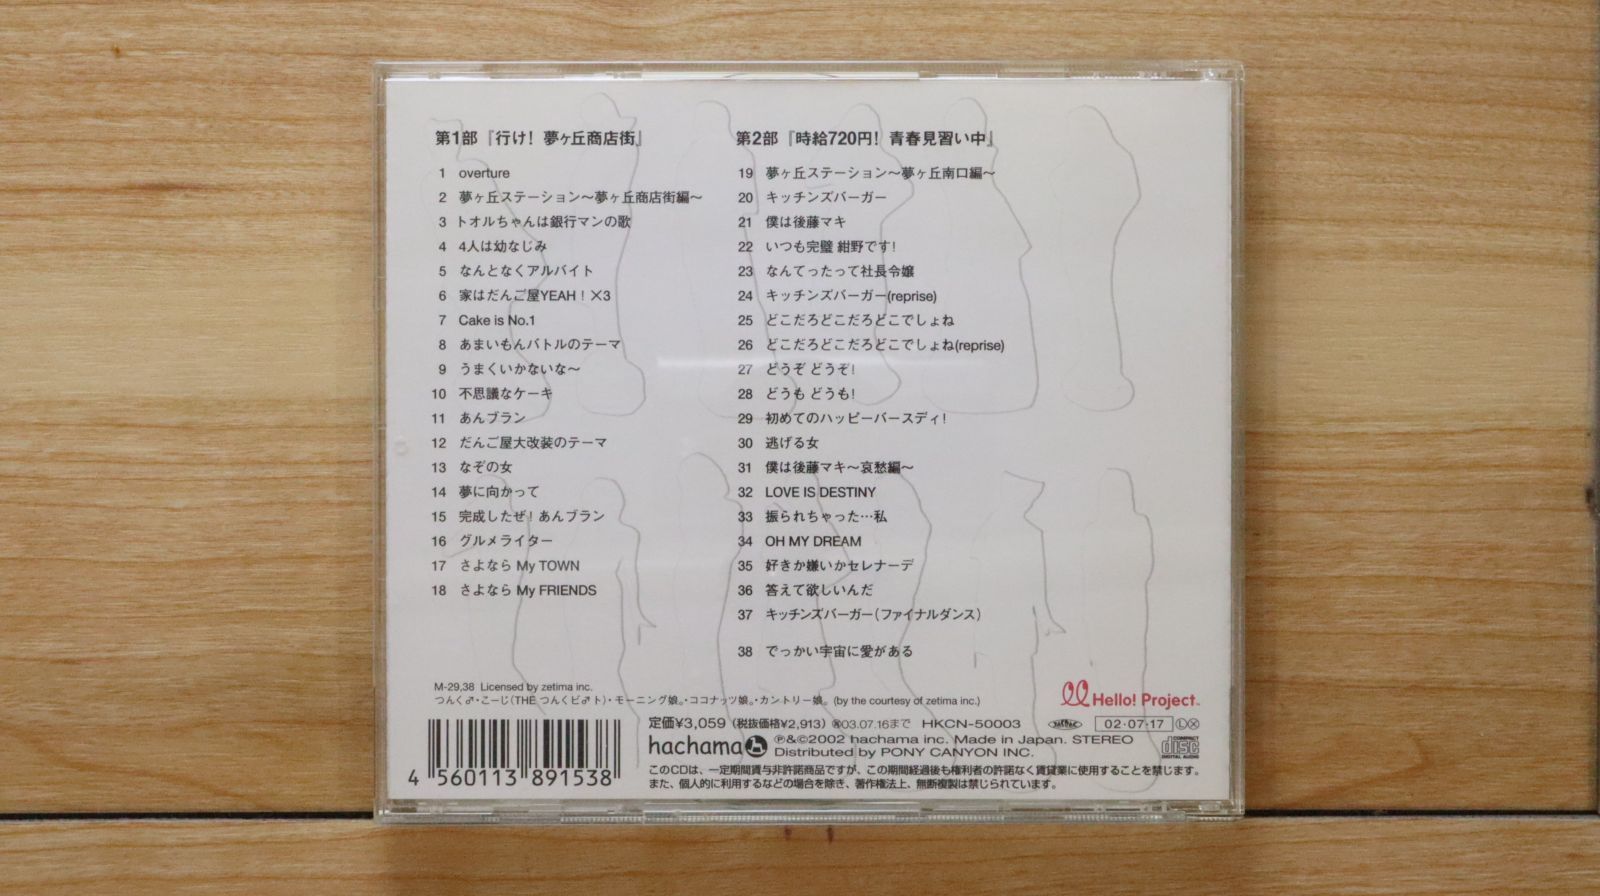 第1部『行け! 夢ヶ丘商店街』
1 overture
2 夢ヶ丘ステーション～夢ヶ丘商店街編～
3 トオルちゃんは銀行マンの歌
4 4人は幼なじみ
5 なんとなくアルバイト
6 家はだんご屋YEAH!×3
7 Cake is No.1
8 あまいもんバトルのテーマ
9 うまくいかないな～
10 不思議なケーキ
11 あんブラン
12 だんご屋大改装のテーマ
13 なぞの女
14 夢に向かって
15 完成したぜ! あんブラン
16 グルメライター
17 さよなら My TOWN
18 さよなら My FRIENDS
第2部『時給720円! 青春見習い中』
19 夢ヶ丘ステーション～夢ヶ丘南口編～
20 キッチンズバーガー
21 僕は後藤マキ
22 いつも完璧 紺野です!
23 なんてったって社長令嬢
24 キッチンズバーガー(reprise)
25 どこだろどこだろどこでしょね
26 どこだろどこだろどこでしょね(reprise)
27 どうぞ どうぞ!
28 どうも どうも!
29 初めてのハッピーバースディ!
30 逃げる女
31 僕は後藤マキ～哀愁編～
32 LOVE IS DESTINY
33 振られちゃった…私
34 OH MY DREAM
35 好きか嫌いかセレナーデ
36 答えて欲しいんだ
37 キッチンズバーガー(ファイナルダンス)
38 でっかい宇宙に愛がある
M-29,38 Licensed by zetima inc.
つんく♂・こーじ(THE つんくビ♂ト)・モーニング娘。・ココナッツ娘。・カントリー娘。(by the courtesy of zetima inc.)
Hello! Project™
定価¥3,059 (税抜価格¥2,913) 再03.07.16まで HKCN-50003
02・07・17 Ⓛ
hachama
℗&©2002 hachama inc. Made in Japan. STEREO
Distributed by PONY CANYON INC.
COMPACT
disc
DIGITAL AUDIO
4 560113 891538
このCDは、一定期間貸与非許諾商品ですが、この期間経過後も権利者の許諾なく賃貸業に使用することを禁じます。
また、個人的に利用するなどの場合を除き、著作権法上、無断複製は禁じられています。